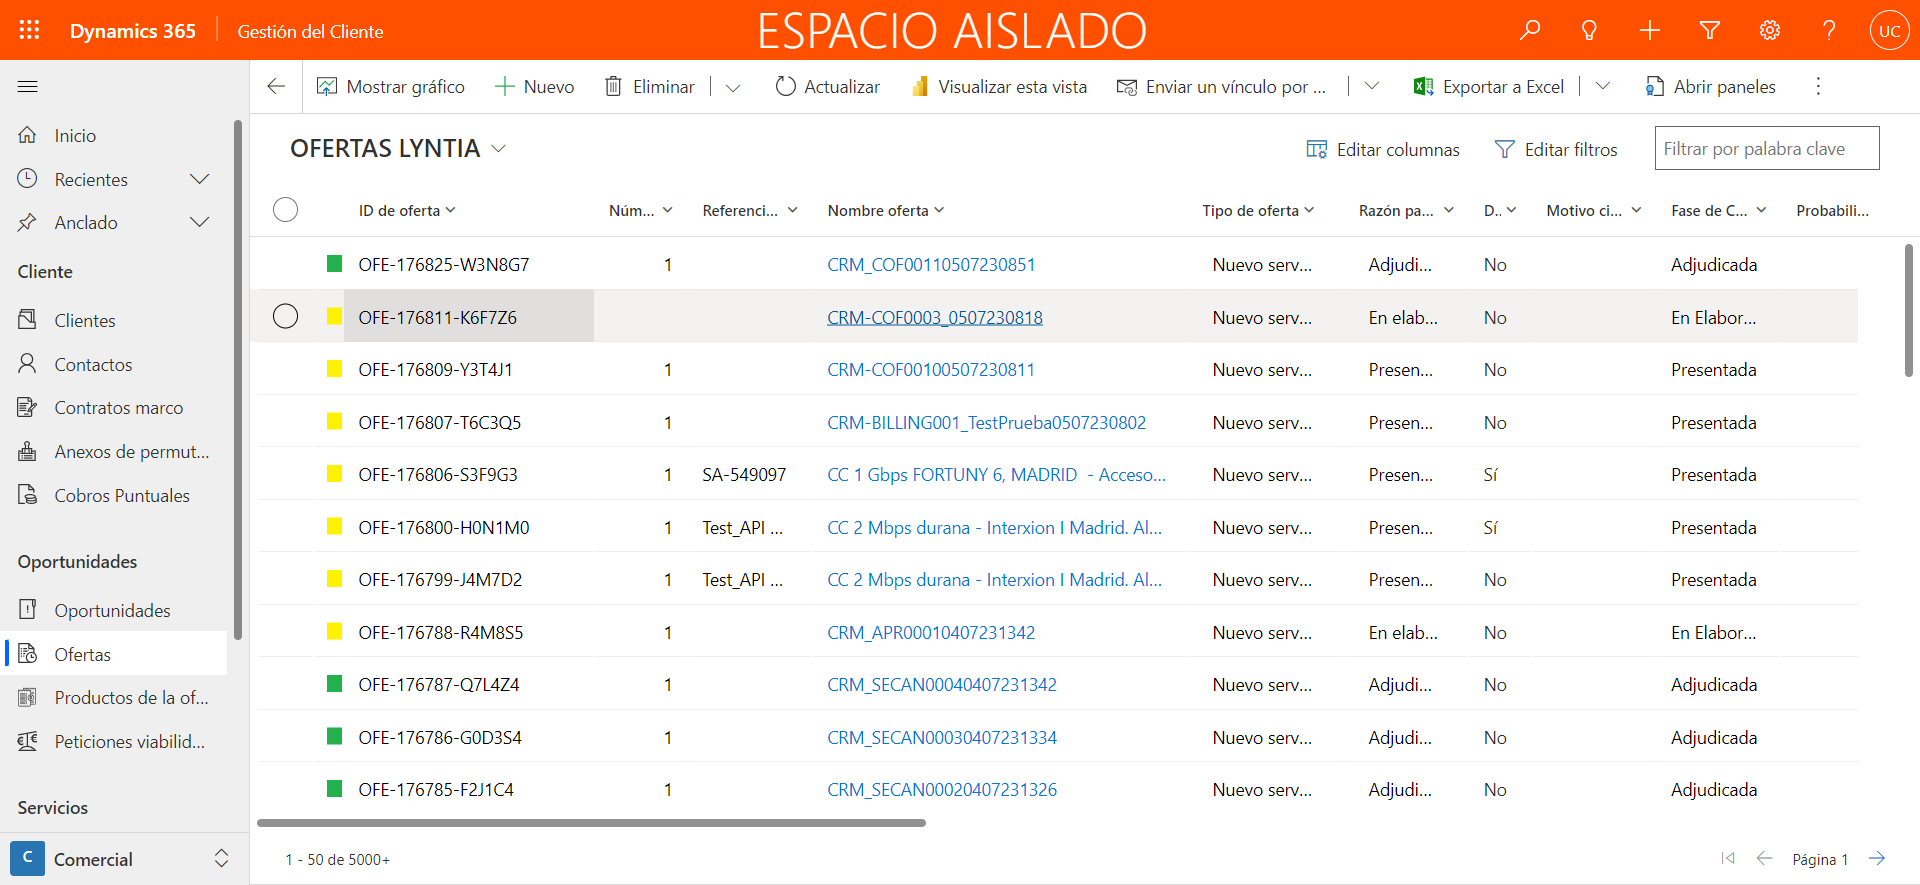 Dynamics 365 Gestión del Cliente ESPACIO AISLADO UC
Mostrar gráfico Nuevo Eliminar Actualizar Visualizar esta vista Enviar un vínculo por ... Exportar a Excel Abrir paneles
Inicio
Recientes
Anclado
Cliente
Clientes
Contactos
Contratos marco
Anexos de permut...
Cobros Puntuales
Oportunidades
Oportunidades
Ofertas
Productos de la of...
Peticiones viabilid...
Servicios
C Comercial
OFERTAS LYNTIA Editar columnas Editar filtros Filtrar por palabra clave
ID de oferta Núm... Referenci... Nombre oferta Tipo de oferta Razón pa... D.. Motivo ci... Fase de C... Probabili...
OFE-176825-W3N8G7 1 CRM_COF00110507230851 Nuevo serv... Adjudi... No Adjudicada
OFE-176811-K6F7Z6 CRM-COF0003_0507230818 Nuevo serv... En elab... No En Elabor...
OFE-176809-Y3T4J1 1 CRM-COF00100507230811 Nuevo serv... Presen... No Presentada
OFE-176807-T6C3Q5 1 CRM-BILLING001_TestPrueba0507230802 Nuevo serv... Presen... No Presentada
OFE-176806-S3F9G3 1 SA-549097 CC 1 Gbps FORTUNY 6, MADRID - Acceso... Nuevo serv... Presen... Sí Presentada
OFE-176800-H0N1M0 1 Test_API ... CC 2 Mbps durana - Interxion I Madrid. Al... Nuevo serv... Presen... Sí Presentada
OFE-176799-J4M7D2 1 Test_API ... CC 2 Mbps durana - Interxion I Madrid. Al... Nuevo serv... Presen... No Presentada
OFE-176788-R4M8S5 1 CRM_APR00010407231342 Nuevo serv... En elab... No En Elabor...
OFE-176787-Q7L4Z4 1 CRM_SECAN00040407231342 Nuevo serv... Adjudi... No Adjudicada
OFE-176786-G0D3S4 1 CRM_SECAN00030407231334 Nuevo serv... Adjudi... No Adjudicada
OFE-176785-F2J1C4 1 CRM_SECAN00020407231326 Nuevo serv... Adjudi... No Adjudicada
1 - 50 de 5000+ Página 1